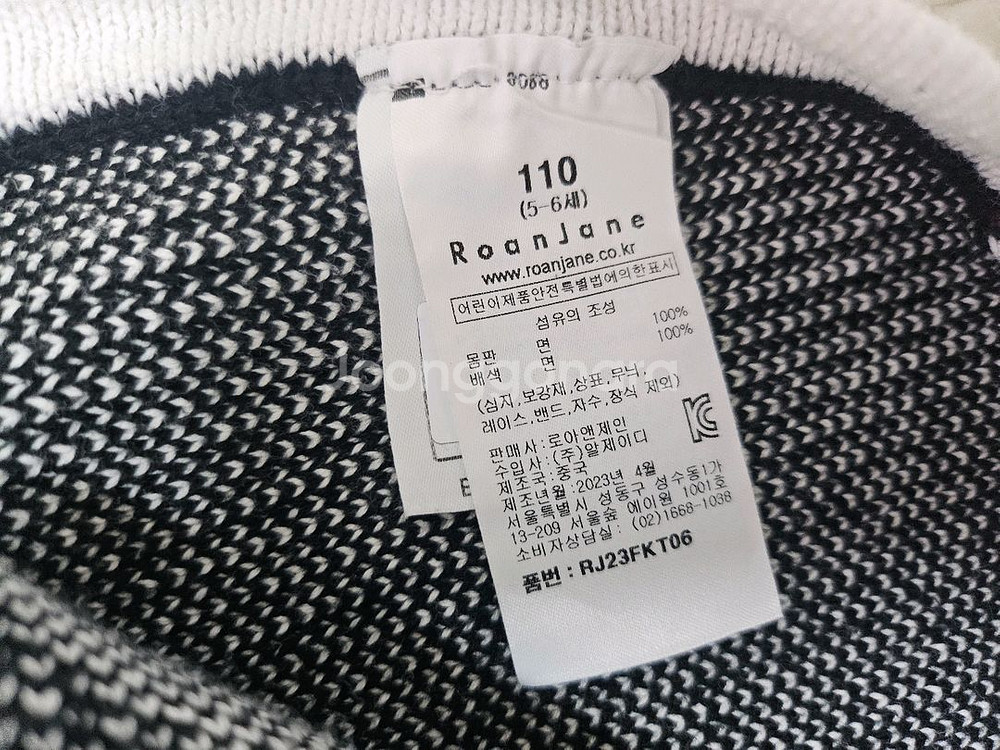 110
(5-6세)
RoanJane
www.roanjane.co.kr
어린이제품안전특별법에의한표시
섬유의 조성
몸판 면 100%
배색 면 100%
(심지,보강재,상표,무늬,
레이스,밴드,자수,장식 제외)
판매사:로아앤제인
수입사:(주)알제이디
제조국:중국
제조년월:2023년 4월
서울특별시 성동구 성수동1가
13-209 서울숲 에이원 1001호
소비자상담실: (02)1668-1038
품번 : RJ23FKT06
joonggonara